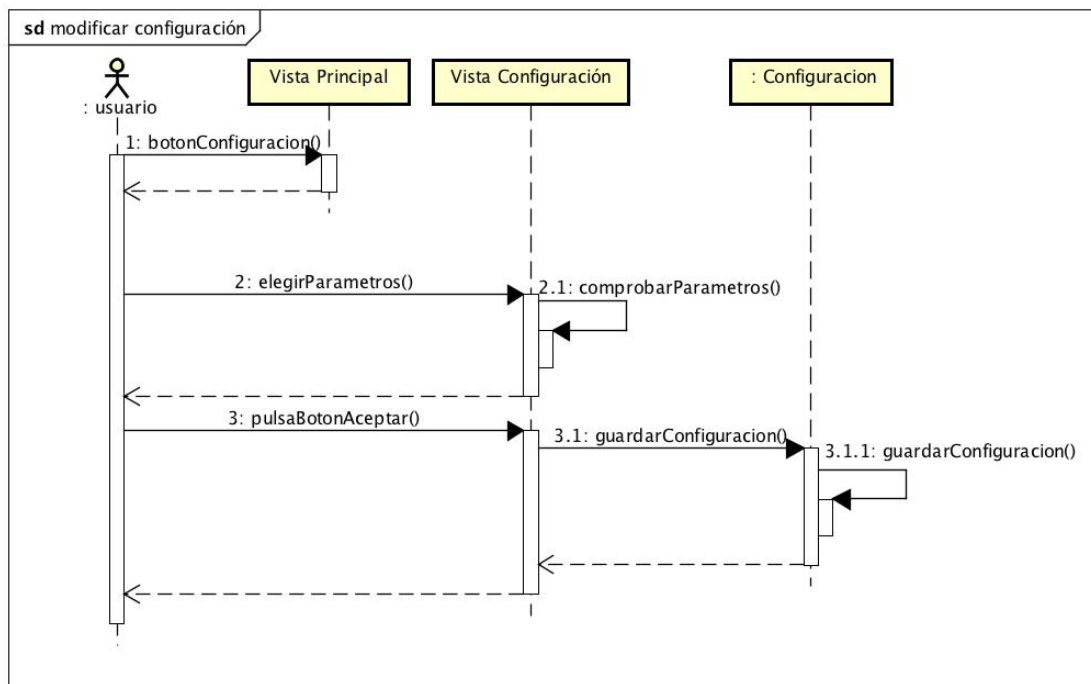 sd modificar configuración
Vista Principal
Vista Configuración
: Configuracion
: usuario
1: botonConfiguracion()
2: elegirParametros()
2.1: comprobarParametros()
3: pulsaBotonAceptar()
3.1: guardarConfiguracion()
3.1.1: guardarConfiguracion()